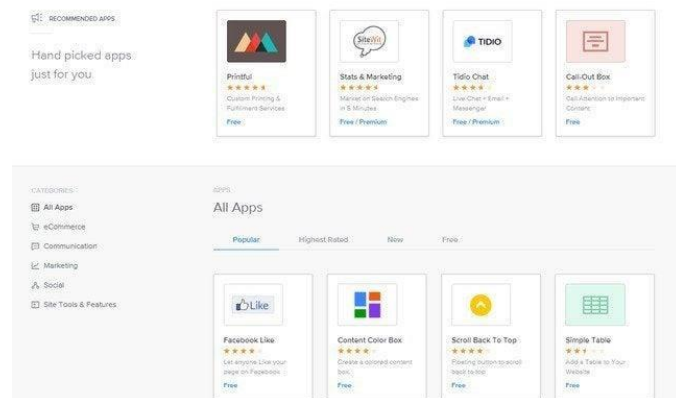 RECOMMENDED APPS
Hand picked apps
just for you
Printful
Custom Printing &
Fulfillment Services
Free
SiteWit
Stats & Marketing
Market on Search Engines
in 5 Minutes
Free / Premium
TIDIO
Tidio Chat
Live Chat + Email +
Messenger
Free / Premium
Call-Out Box
Call Attention to Important
Content
Free
CATEGORIES
All Apps
eCommerce
Communication
Marketing
Social
Site Tools & Features
APPS
All Apps
Popular Highest Rated New Free
Like
Facebook Like
Let anyone Like your
page on Facebook
Free
Content Color Box
Create a colored content
box.
Free
Scroll Back To Top
Floating button to scroll
back to top
Free
Simple Table
Add a Table to Your
Website
Free